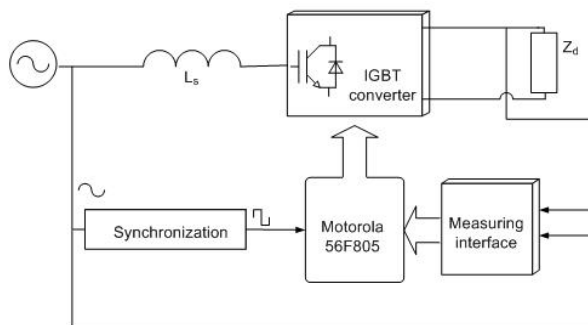 L_s
IGBT
converter
Z_d
Synchronization
Motorola
56F805
Measuring
interface